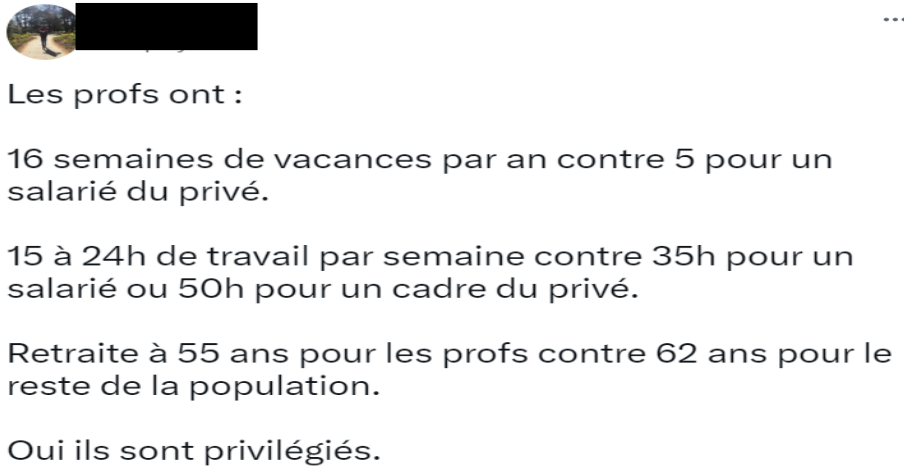 Les profs ont :
16 semaines de vacances par an contre 5 pour un
salarié du privé.
15 à 24h de travail par semaine contre 35h pour un
salarié ou 50h pour un cadre du privé.
Retraite à 55 ans pour les profs contre 62 ans pour le
reste de la population.
Oui ils sont privilégiés.